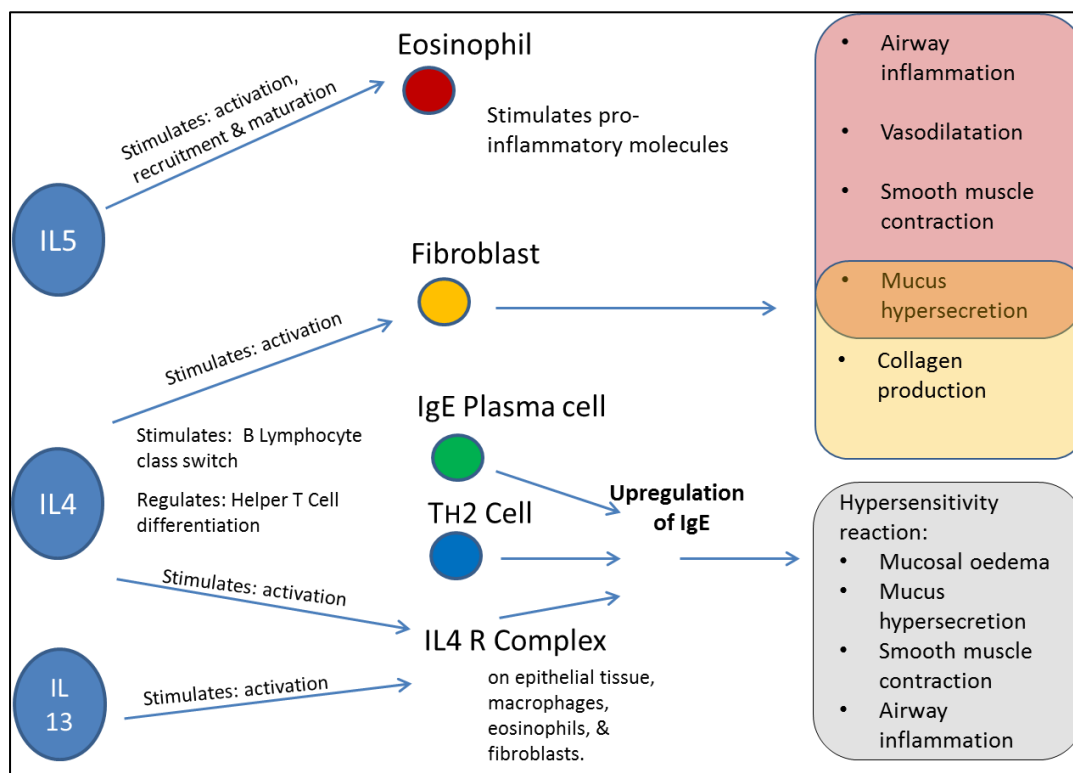 Eosinophil
Stimulates: activation,
recruitment & maturation
Stimulates pro-
inflammatory molecules
IL5
Fibroblast
Stimulates: activation
IgE Plasma cell
Stimulates: B Lymphocyte
class switch
Regulates: Helper T Cell
differentiation
IL4
TH2 Cell
Upregulation
of IgE
Stimulates: activation
IL4 R Complex
on epithelial tissue,
macrophages,
eosinophils, &
fibroblasts.
IL
13
Stimulates: activation
• Airway
inflammation
• Vasodilatation
• Smooth muscle
contraction
• Mucus
hypersecretion
• Collagen
production
Hypersensitivity
reaction:
• Mucosal oedema
• Mucus
hypersecretion
• Smooth muscle
contraction
• Airway
inflammation